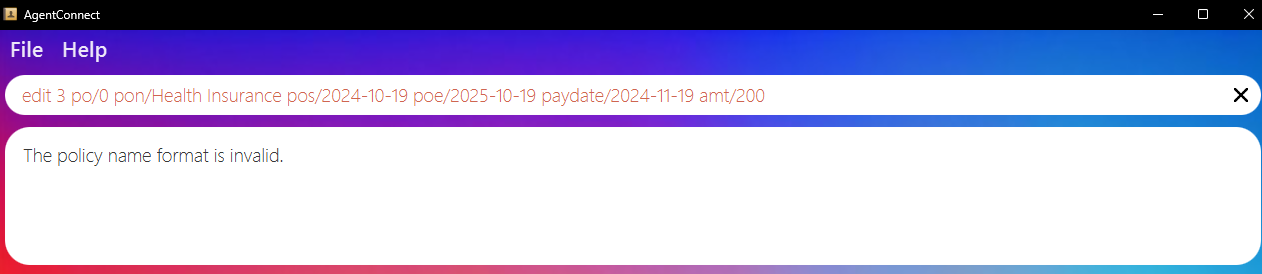 AgentConnect
File Help
edit 3 po/0 pon/Health Insurance pos/2024-10-19 poe/2025-10-19 paydate/2024-11-19 amt/200
The policy name format is invalid.